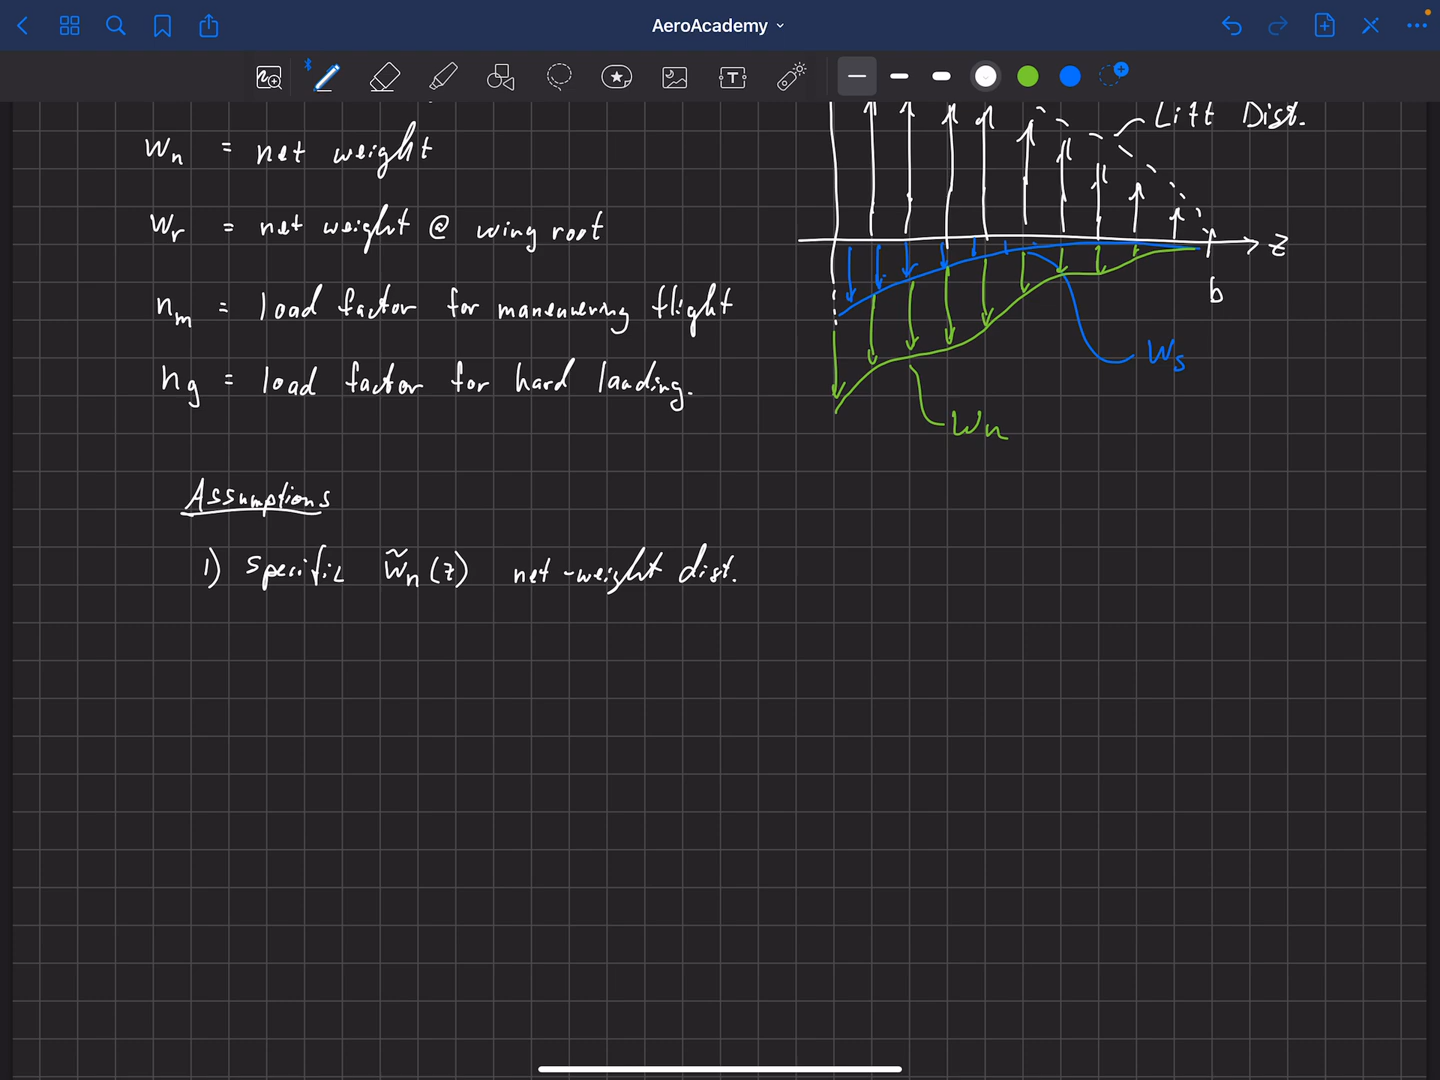 AeroAcademy
Wn = net weight
Wr = net weight @ wing root
nm = load factor for maneuvering flight
ng = load factor for hard landing.
Assumptions
1) specific W̃n(z) net-weight dist.
Lift Dist.
z
b
Ws
Wn